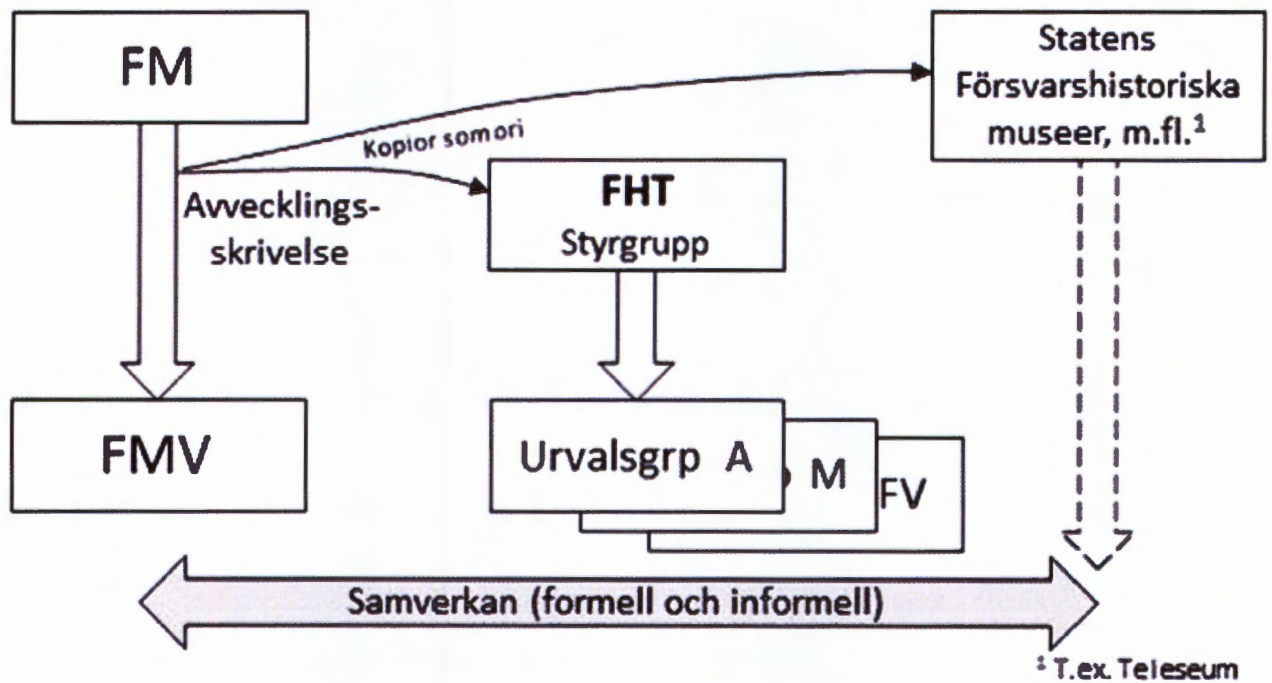 FM
Statens
Försvarshistoriska
museer, m.fl.¹
Kopior som ori
Avvecklings-
skrivelse
FHT
Styrgrupp
FMV
Urvalsgrp A
M
FV
Samverkan (formell och informell)
¹ T.ex. Teleseum